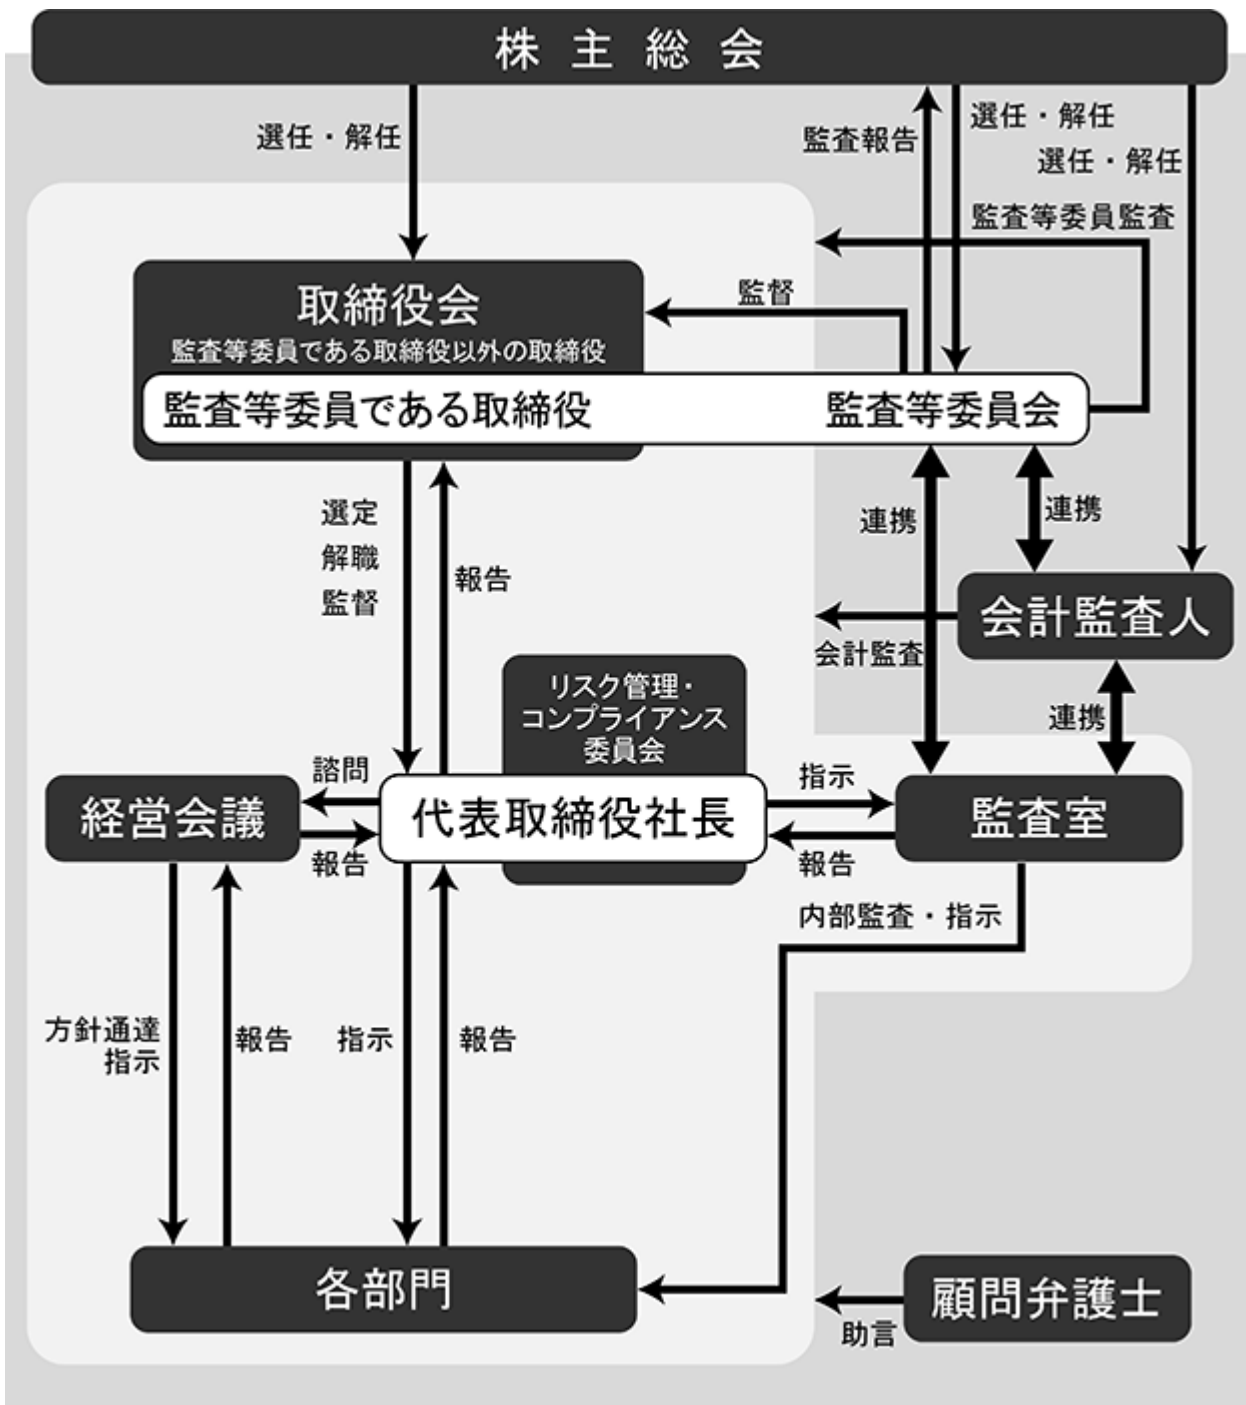 株主総会
選任・解任
監査報告
選任・解任
選任・解任
監査等委員監査
監督
取締役会
監査等委員である取締役以外の取締役
監査等委員である取締役
監査等委員会
選定
解職
監督
報告
連携
連携
会計監査人
会計監査
リスク管理・
コンプライアンス
委員会
連携
諮問
指示
経営会議
代表取締役社長
監査室
報告
報告
内部監査・指示
方針通達
指示
報告
指示
報告
各部門
顧問弁護士
助言